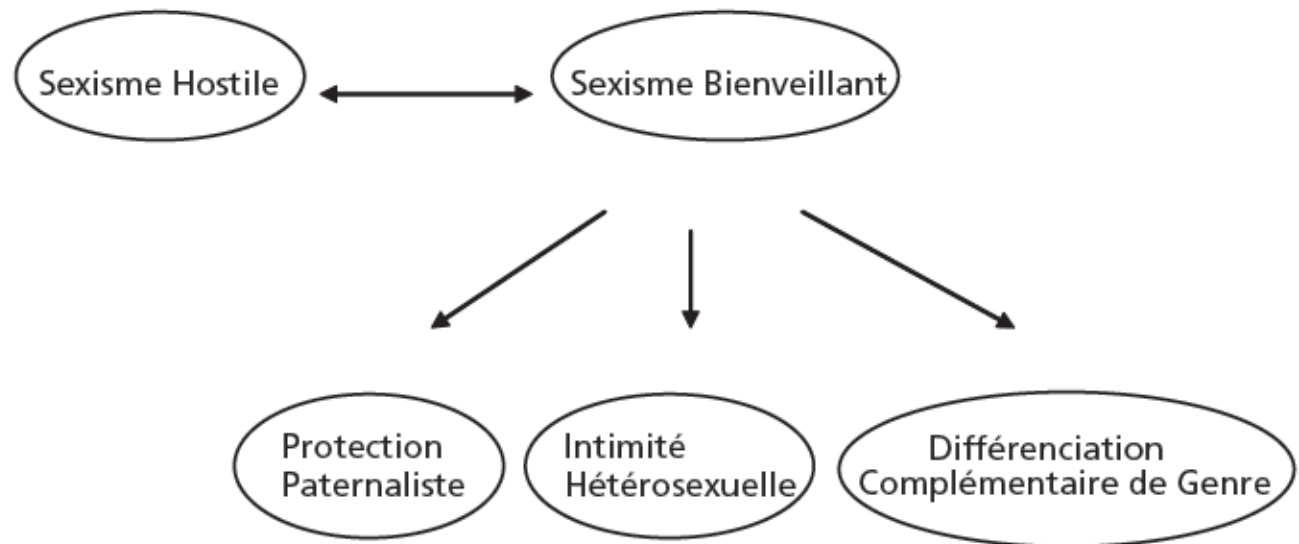 Sexisme Hostile
Sexisme Bienveillant
Protection
Paternaliste
Intimité
Hétérosexuelle
Différenciation
Complémentaire de Genre